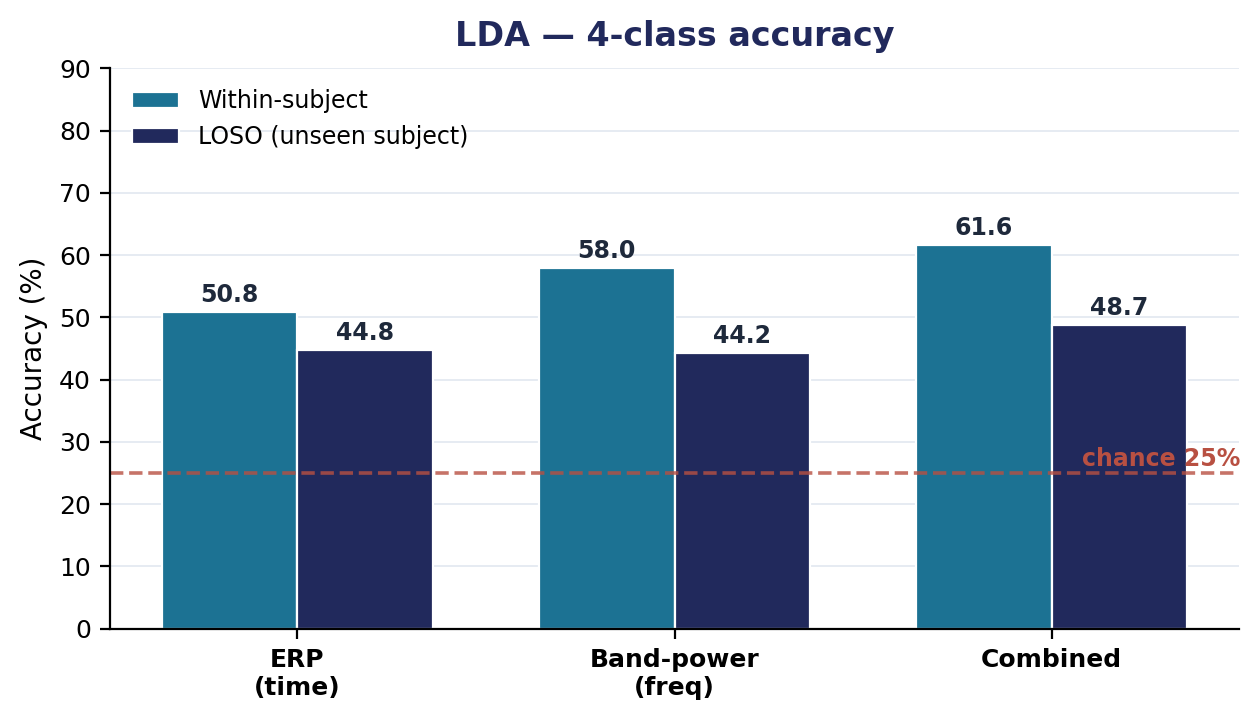 LDA — 4-class accuracy
Within-subject
LOSO (unseen subject)
Accuracy (%)
90
80
70
60
50
40
30
20
10
0
50.8
44.8
58.0
44.2
61.6
48.7
chance 25%
ERP
(time)
Band-power
(freq)
Combined